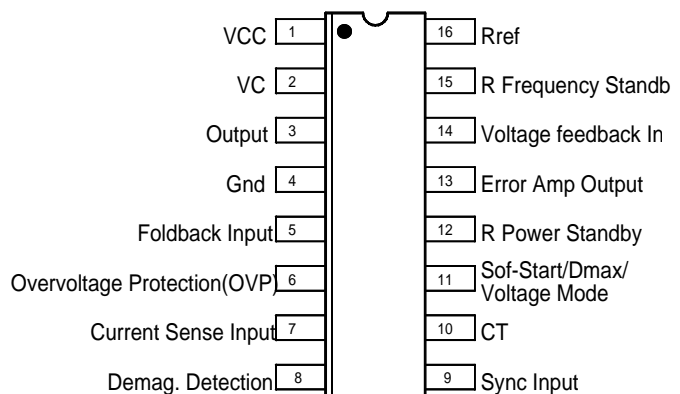 VCC 1 16 Rref
VC 2 15 R Frequency Standb
Output 3 14 Voltage feedback In
Gnd 4 13 Error Amp Output
Foldback Input 5 12 R Power Standby
Overvoltage Protection(OVP) 6 11 Sof-Start/Dmax/
Voltage Mode
Current Sense Input 7 10 CT
Demag. Detection 8 9 Sync Input